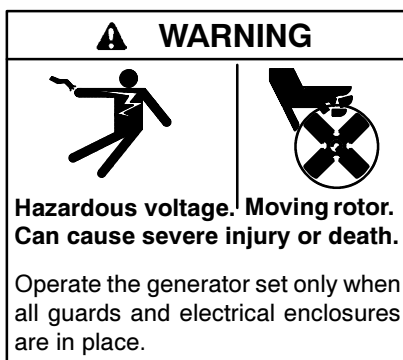 WARNING
Hazardous voltage. Moving rotor.
Can cause severe injury or death.
Operate the generator set only when
all guards and electrical enclosures
are in place.